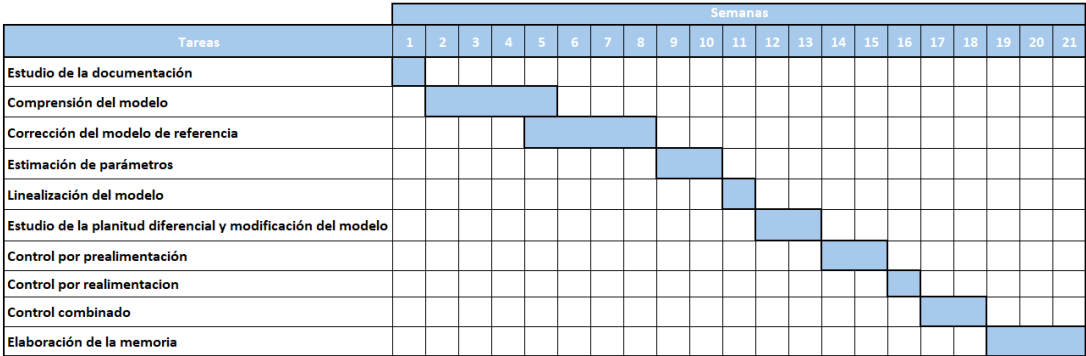 Semanas
Tareas 1 2 3 4 5 6 7 8 9 10 11 12 13 14 15 16 17 18 19 20 21
Estudio de la documentación
Comprensión del modelo
Corrección del modelo de referencia
Estimación de parámetros
Linealización del modelo
Estudio de la planitud diferencial y modificación del modelo
Control por prealimentación
Control por realimentacion
Control combinado
Elaboración de la memoria